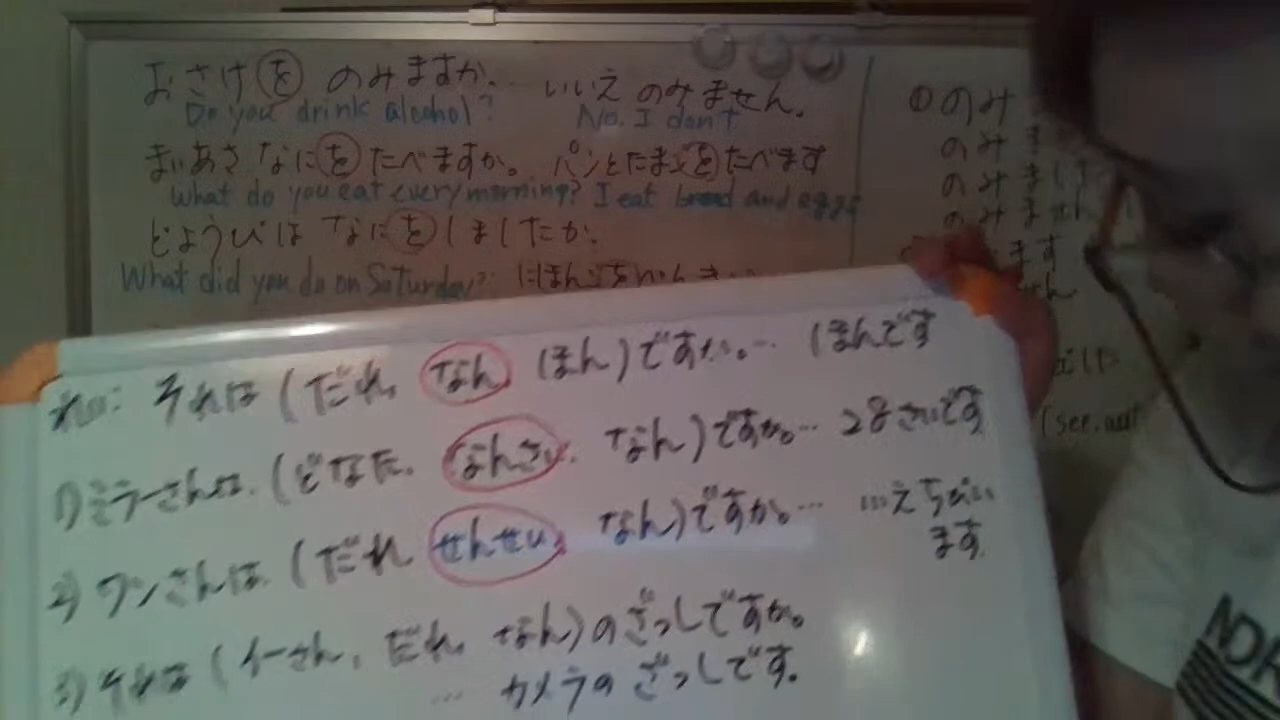 おさけを のみますか。 いいえ のみません。
Do you drink alcohol? No. I don't
まいあさ なにをたべますか。 パンとたまごをたべます
What do you eat every morning? I eat bread and eggs
どようびは なにをしましたか。
What did you do on Saturday? にほんごを
① のみ
のみ
のみました
のみません
ます
せん
(see.
れい: それは (だれ, なん, ほん) ですか。… ほんです
1) ミラーさんは, (どなた, なんさい, なん) ですか。… 28さいです
2) ワンさんは, (だれ せんせい, なん) ですか。… いいえちがい
ます。
3) それは (イーさん, だれ, なん) のざっしですか。
… カメラのざっしです。
NDR